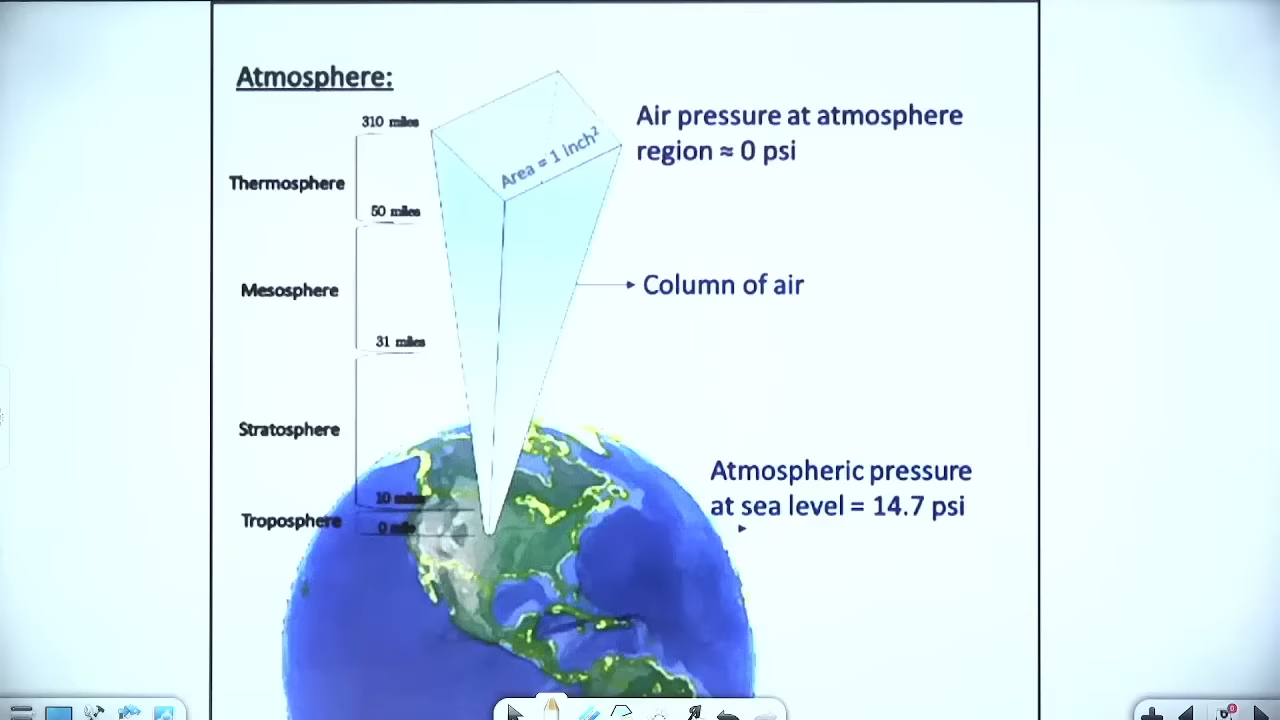 Atmosphere:
310 miles
Thermosphere
50 miles
Mesosphere
31 miles
Stratosphere
10 miles
Troposphere
0 mile
Area = 1 inch²
Air pressure at atmosphere
region ≈ 0 psi
Column of air
Atmospheric pressure
at sea level = 14.7 psi
0